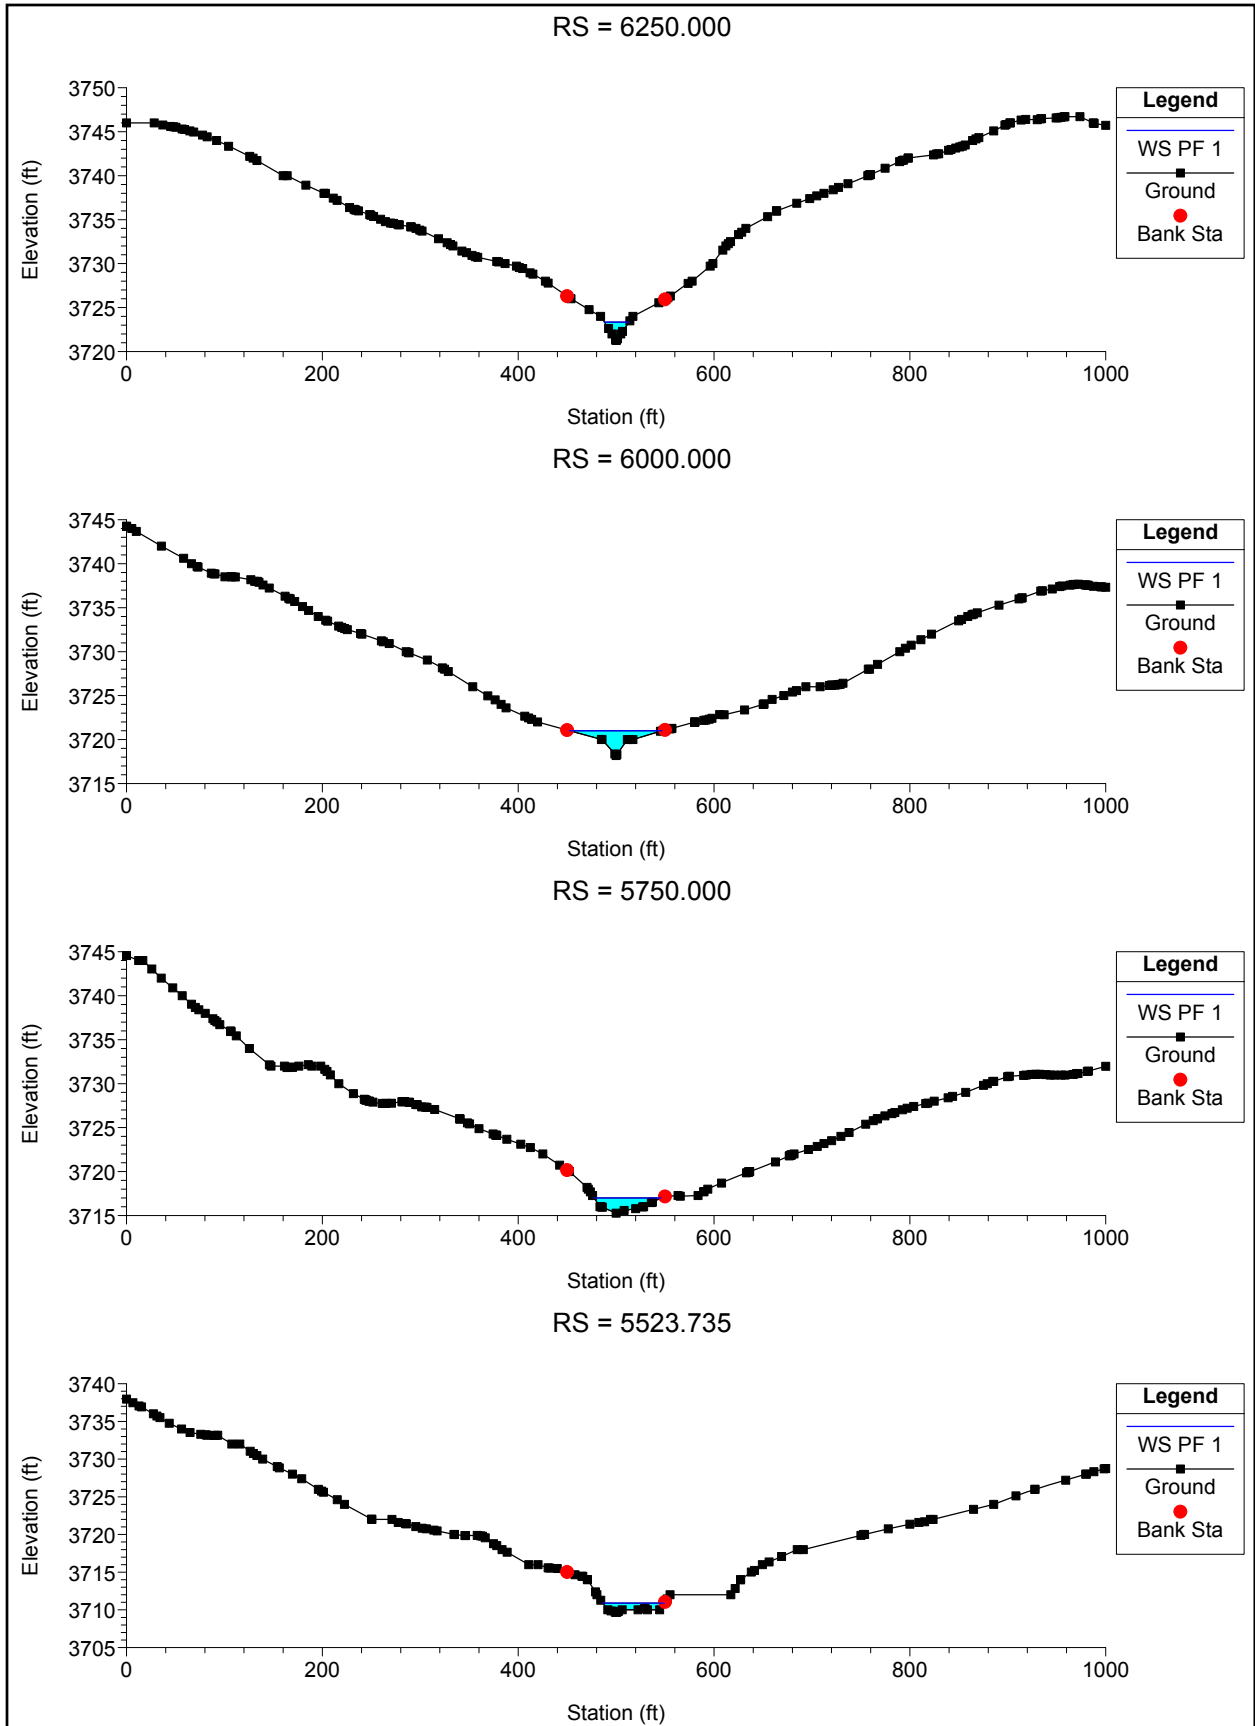 RS = 6250.000
Elevation (ft)
3750
3745
3740
3735
3730
3725
3720
0 200 400 600 800 1000
Station (ft)
Legend
WS PF 1
Ground
Bank Sta
RS = 6000.000
Elevation (ft)
3745
3740
3735
3730
3725
3720
3715
0 200 400 600 800 1000
Station (ft)
Legend
WS PF 1
Ground
Bank Sta
RS = 5750.000
Elevation (ft)
3745
3740
3735
3730
3725
3720
3715
0 200 400 600 800 1000
Station (ft)
Legend
WS PF 1
Ground
Bank Sta
RS = 5523.735
Elevation (ft)
3740
3735
3730
3725
3720
3715
3710
3705
0 200 400 600 800 1000
Station (ft)
Legend
WS PF 1
Ground
Bank Sta